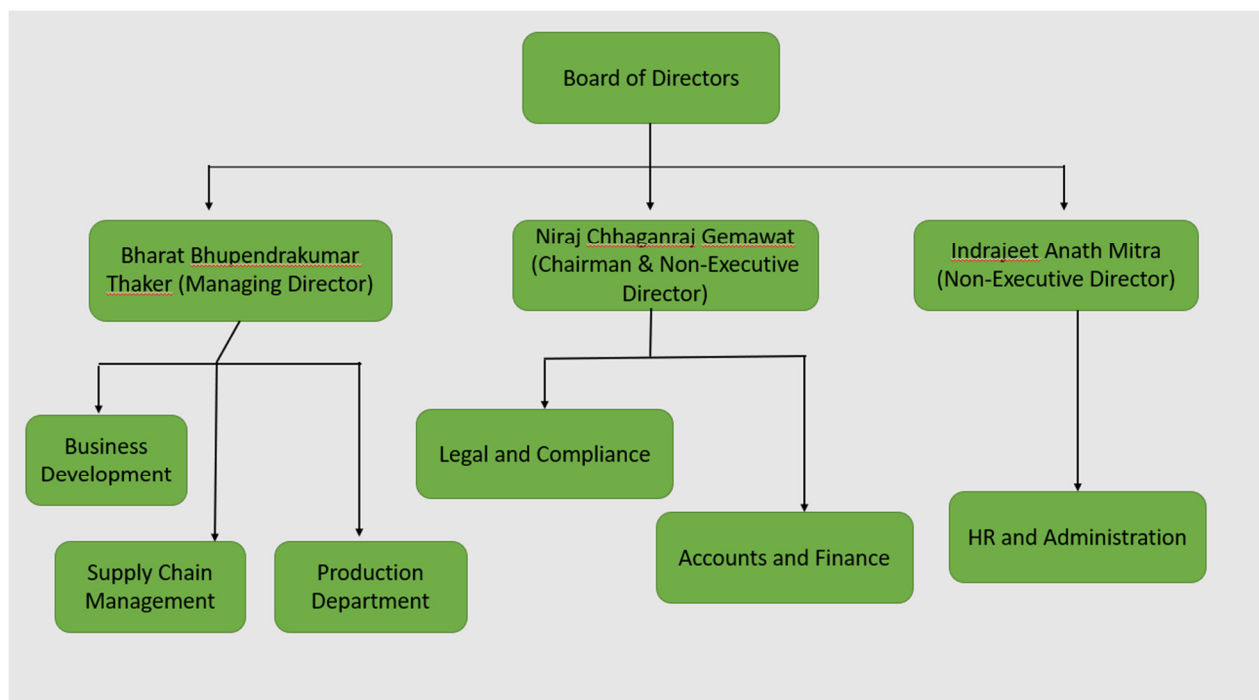 Board of Directors
Bharat Bhupendrakumar
Thaker (Managing Director)
Niraj Chhaganraj Gemawat
(Chairman & Non-Executive
Director)
Indrajeet Anath Mitra
(Non-Executive Director)
Business
Development
Legal and Compliance
Supply Chain
Management
Production
Department
Accounts and Finance
HR and Administration